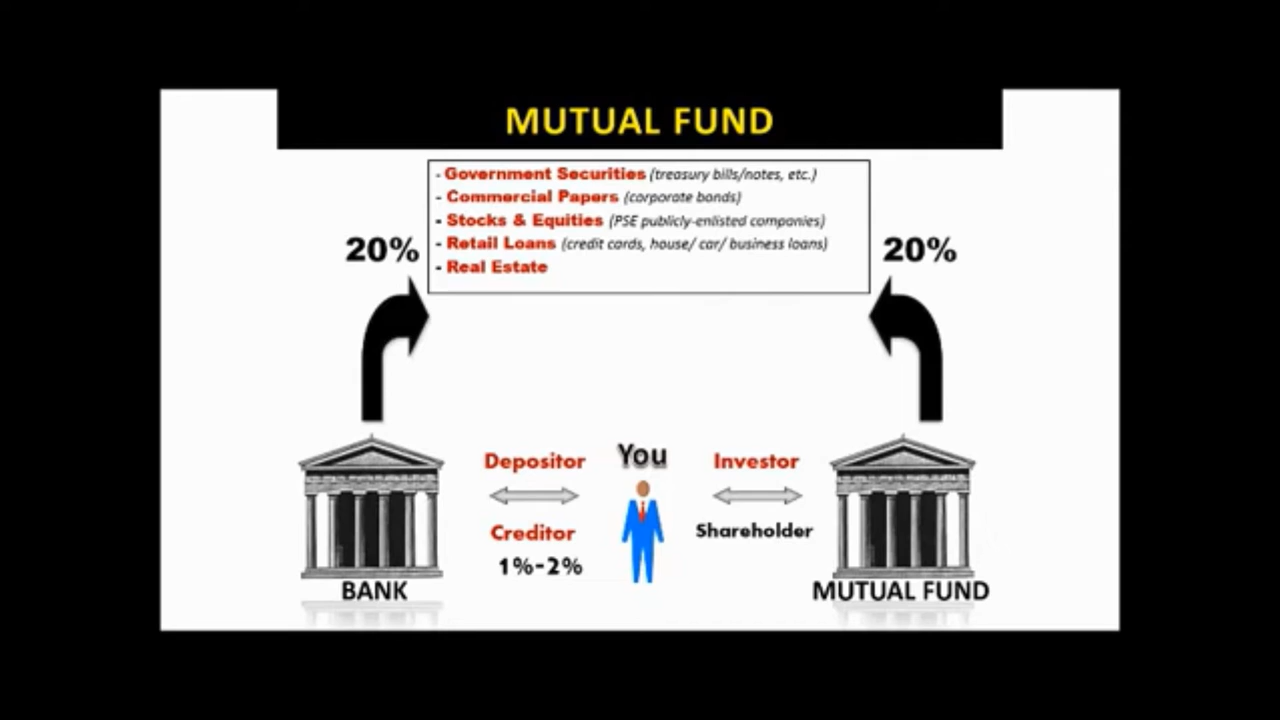 MUTUAL FUND
- Government Securities (treasury bills/notes, etc.)
- Commercial Papers (corporate bonds)
- Stocks & Equities (PSE publicly-enlisted companies)
- Retail Loans (credit cards, house/ car/ business loans)
- Real Estate
20%
20%
Depositor
You
Investor
Creditor
Shareholder
1%-2%
BANK
MUTUAL FUND